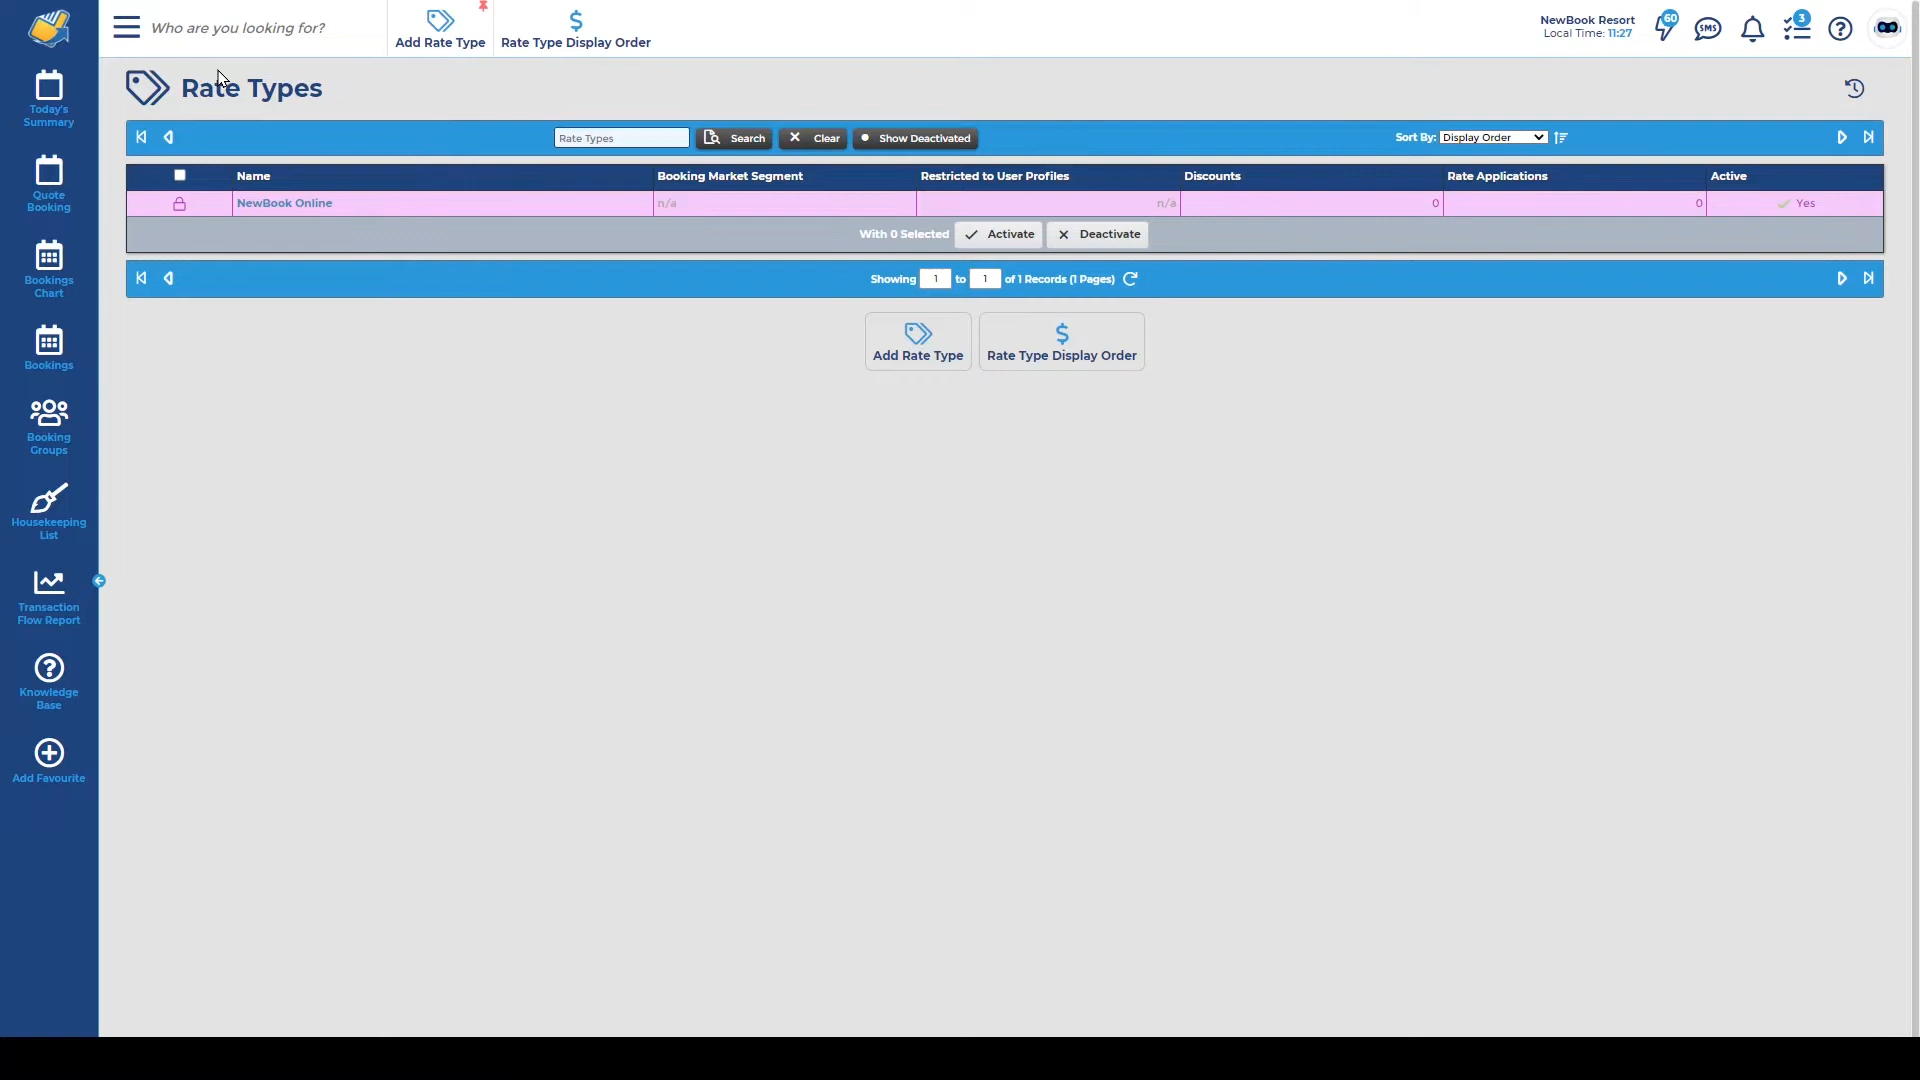 Who are you looking for?
Add Rate Type
Rate Type Display Order
NewBook Resort
Local Time: 11:27
60
SMS
3
Today's
Summary
Quote
Booking
Bookings
Chart
Bookings
Booking
Groups
Housekeeping
List
Transaction
Flow Report
Knowledge
Base
Add Favourite
Rate Types
Rate Types
Search
Clear
Show Deactivated
Sort By: Display Order
Name
Booking Market Segment
Restricted to User Profiles
Discounts
Rate Applications
Active
NewBook Online
n/a
n/a
0
0
Yes
With 0 Selected
Activate
Deactivate
Showing 1 to 1 of 1 Records (1 Pages)
Add Rate Type
Rate Type Display Order